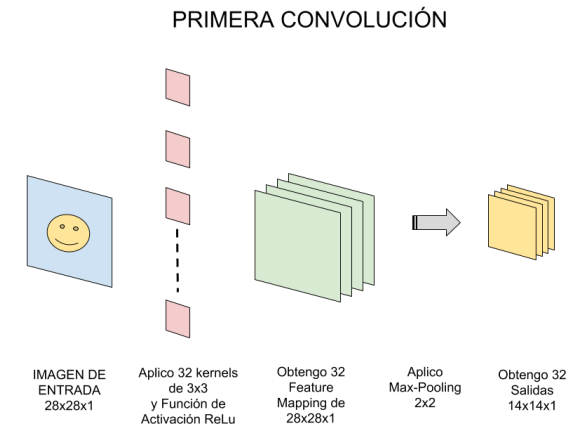 PRIMERA CONVOLUCIÓN
IMAGEN DE
ENTRADA
28x28x1
Aplico 32 kernels
de 3x3
y Función de
Activación ReLu
Obtengo 32
Feature
Mapping de
28x28x1
Aplico
Max-Pooling
2x2
Obtengo 32
Salidas
14x14x1